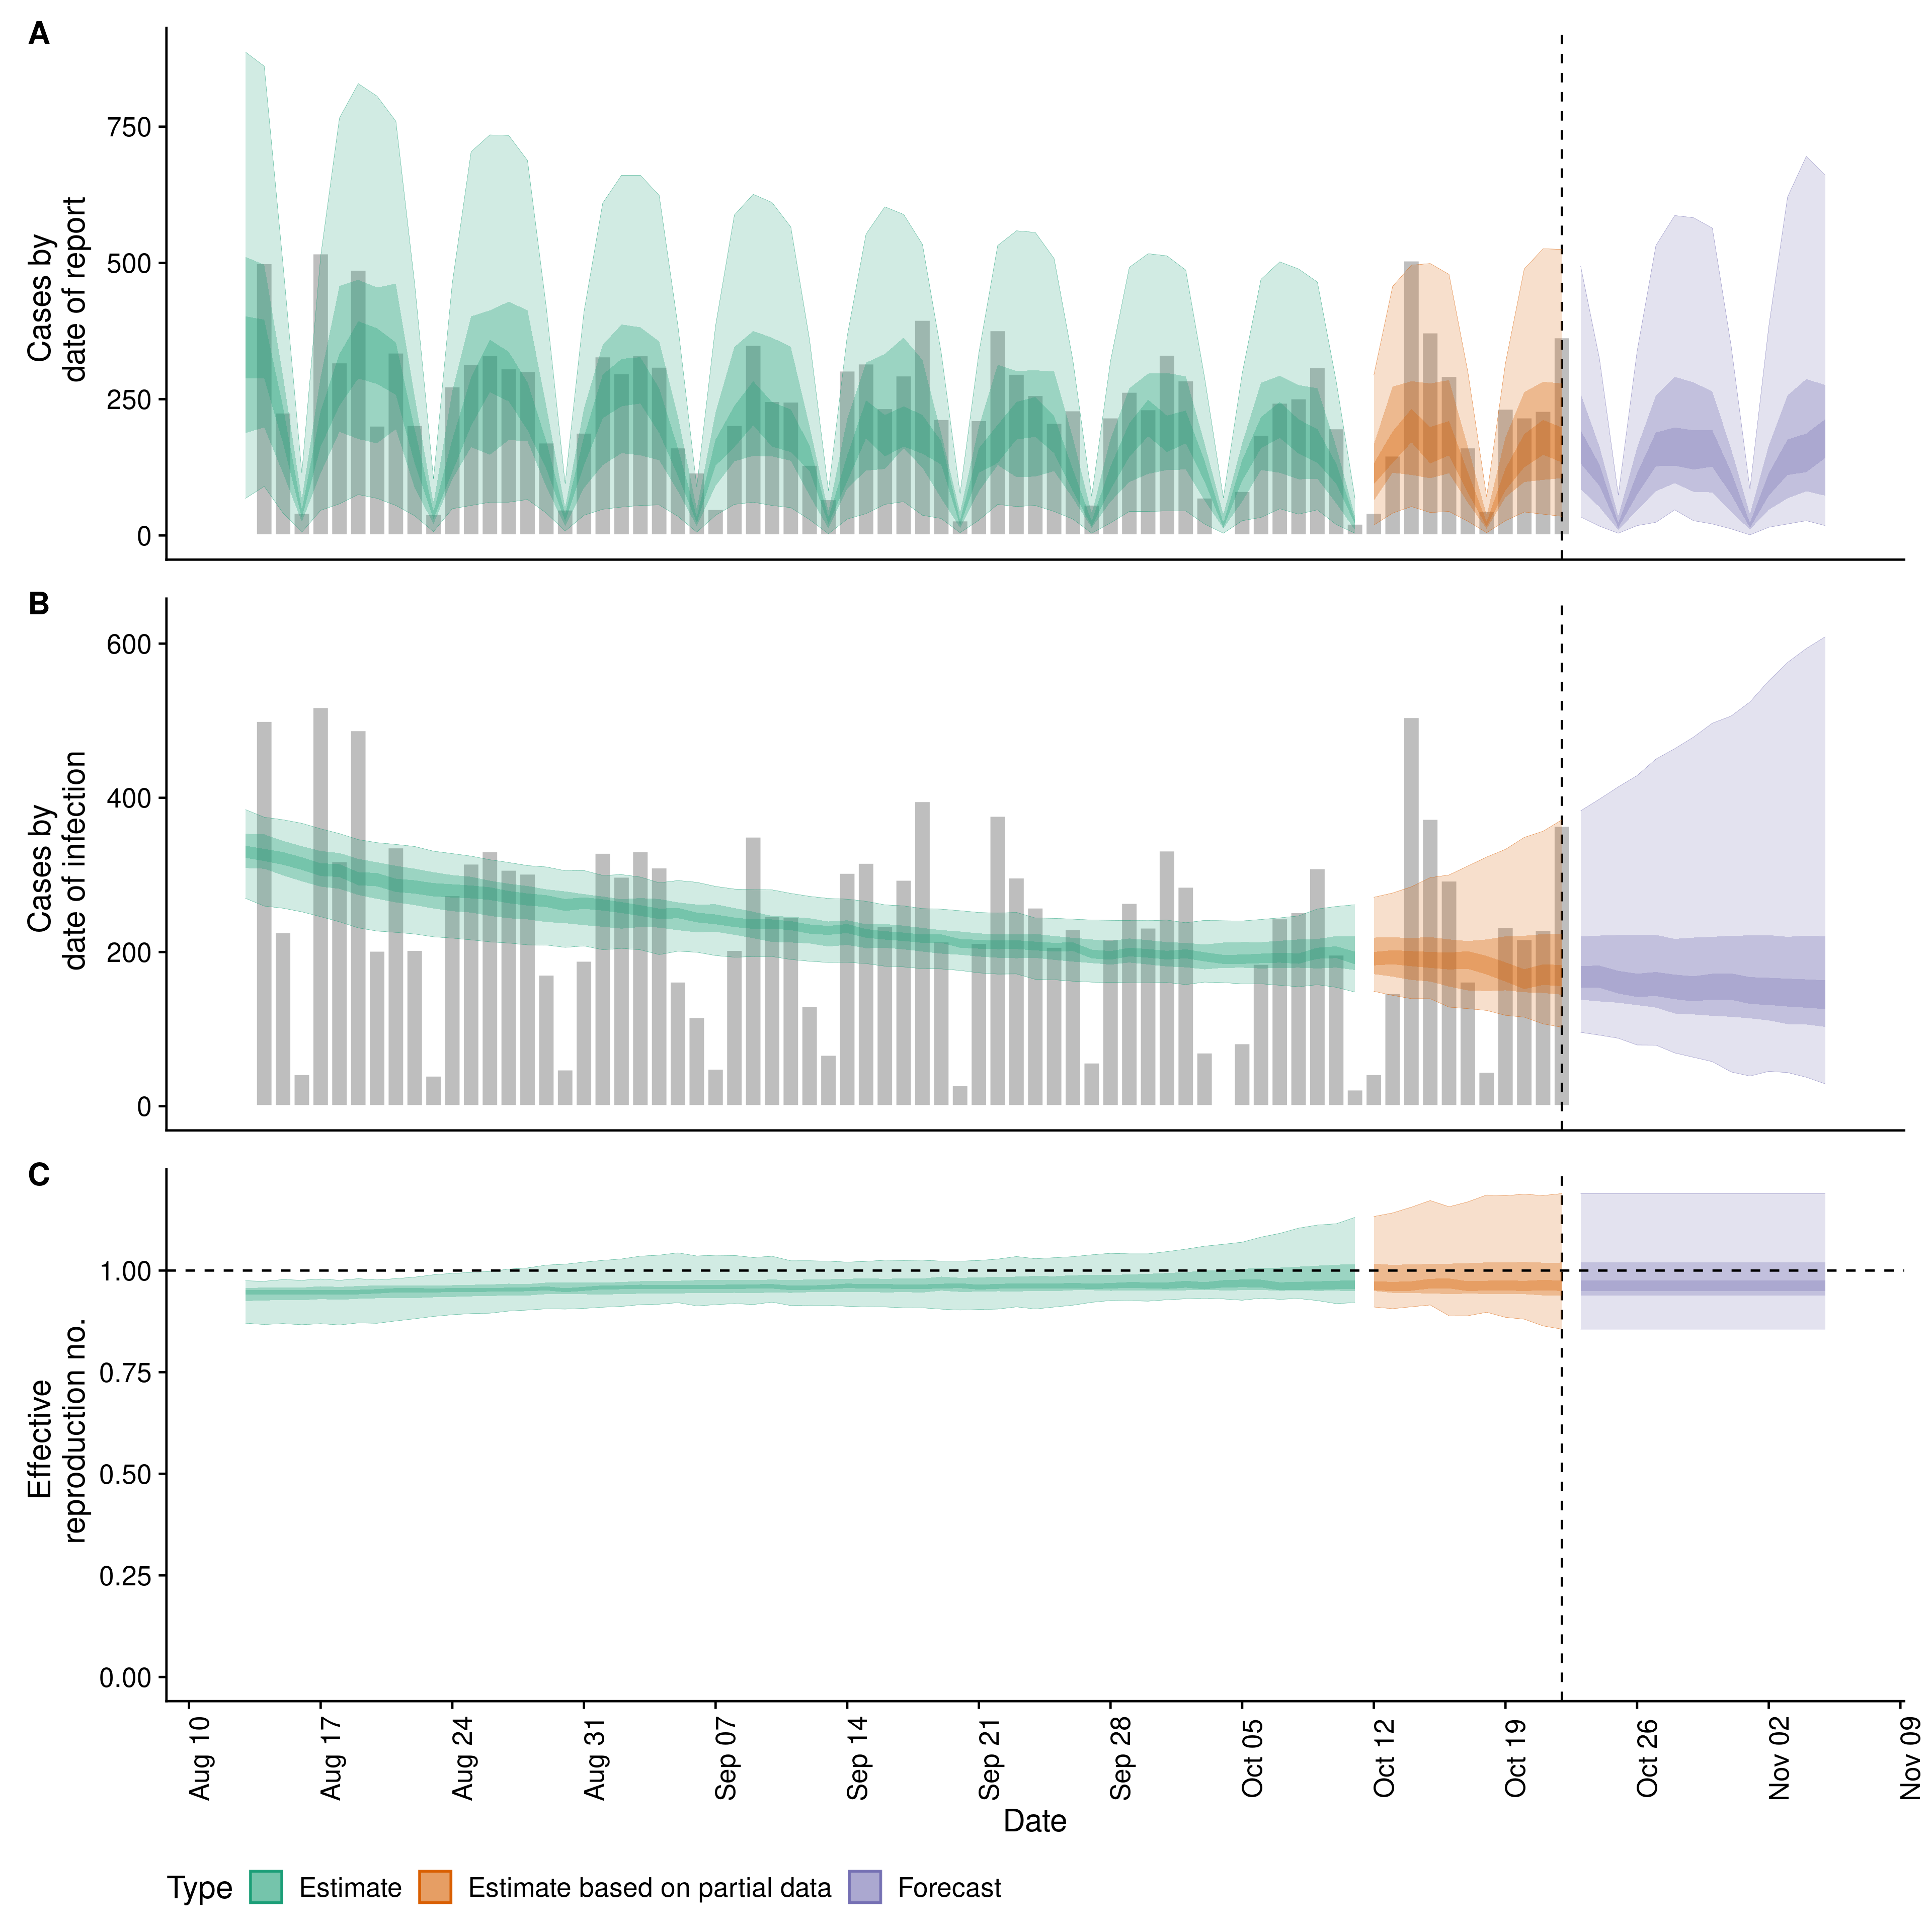 A
Cases by
date of report
750
500
250
0
B
Cases by
date of infection
600
400
200
0
C
Effective
reproduction no.
1.00
0.75
0.50
0.25
0.00
Aug 10
Aug 17
Aug 24
Aug 31
Sep 07
Sep 14
Sep 21
Sep 28
Oct 05
Oct 12
Oct 19
Oct 26
Nov 02
Nov 09
Date
Type Estimate Estimate based on partial data Forecast